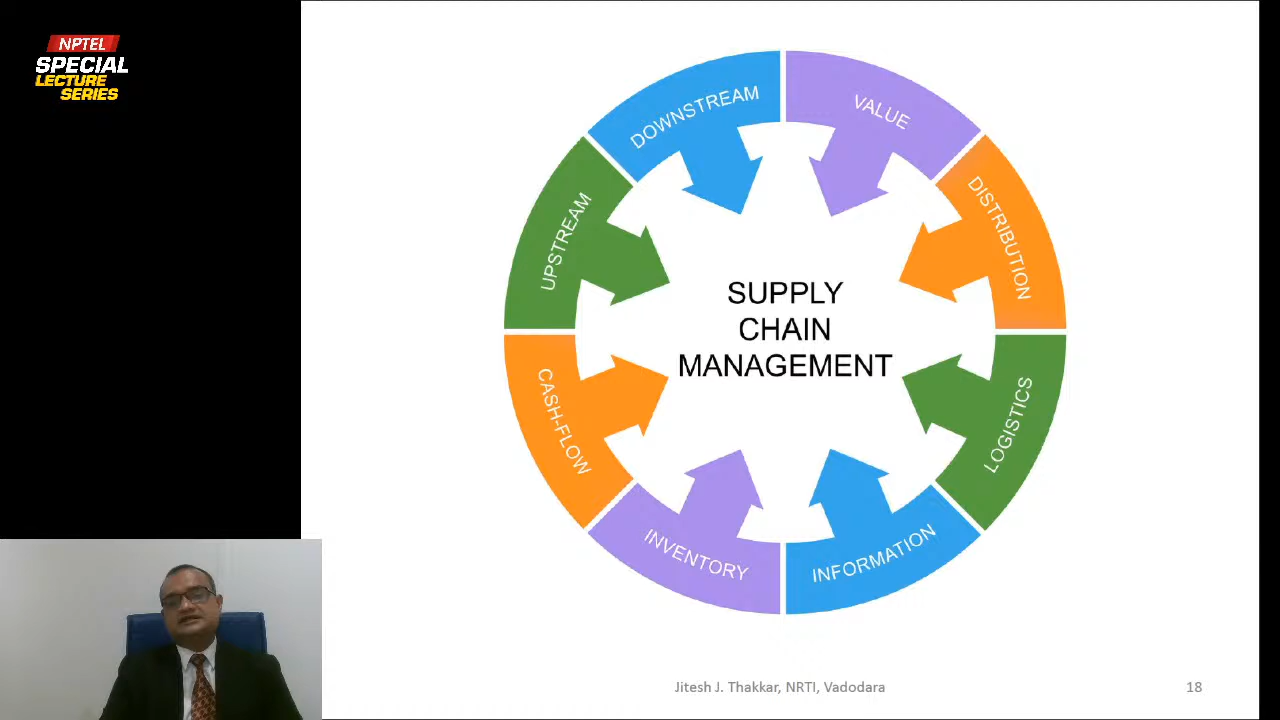 NPTEL
SPECIAL
LECTURE
SERIES
DOWNSTREAM
VALUE
UPSTREAM
DISTRIBUTION
SUPPLY
CHAIN
MANAGEMENT
CASH-FLOW
LOGISTICS
INVENTORY
INFORMATION
Jitesh J. Thakkar, NRTI, Vadodara
18